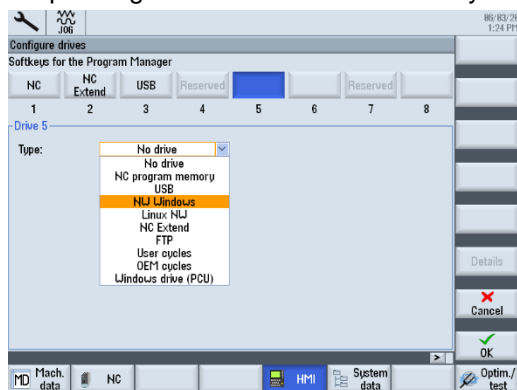 JOG
06/03/20
1:24 PM
Configure drives
Softkeys for the Program Manager
NC NC Extend USB Reserved Reserved
1 2 3 4 5 6 7 8
Drive 5
Type: No drive
No drive
NC program memory
USB
NW Windows
Linux NW
NC Extend
FTP
User cycles
OEM cycles
Windows drive (PCU)
Details
Cancel
OK
MD Mach. data NC HMI System data Optim./ test